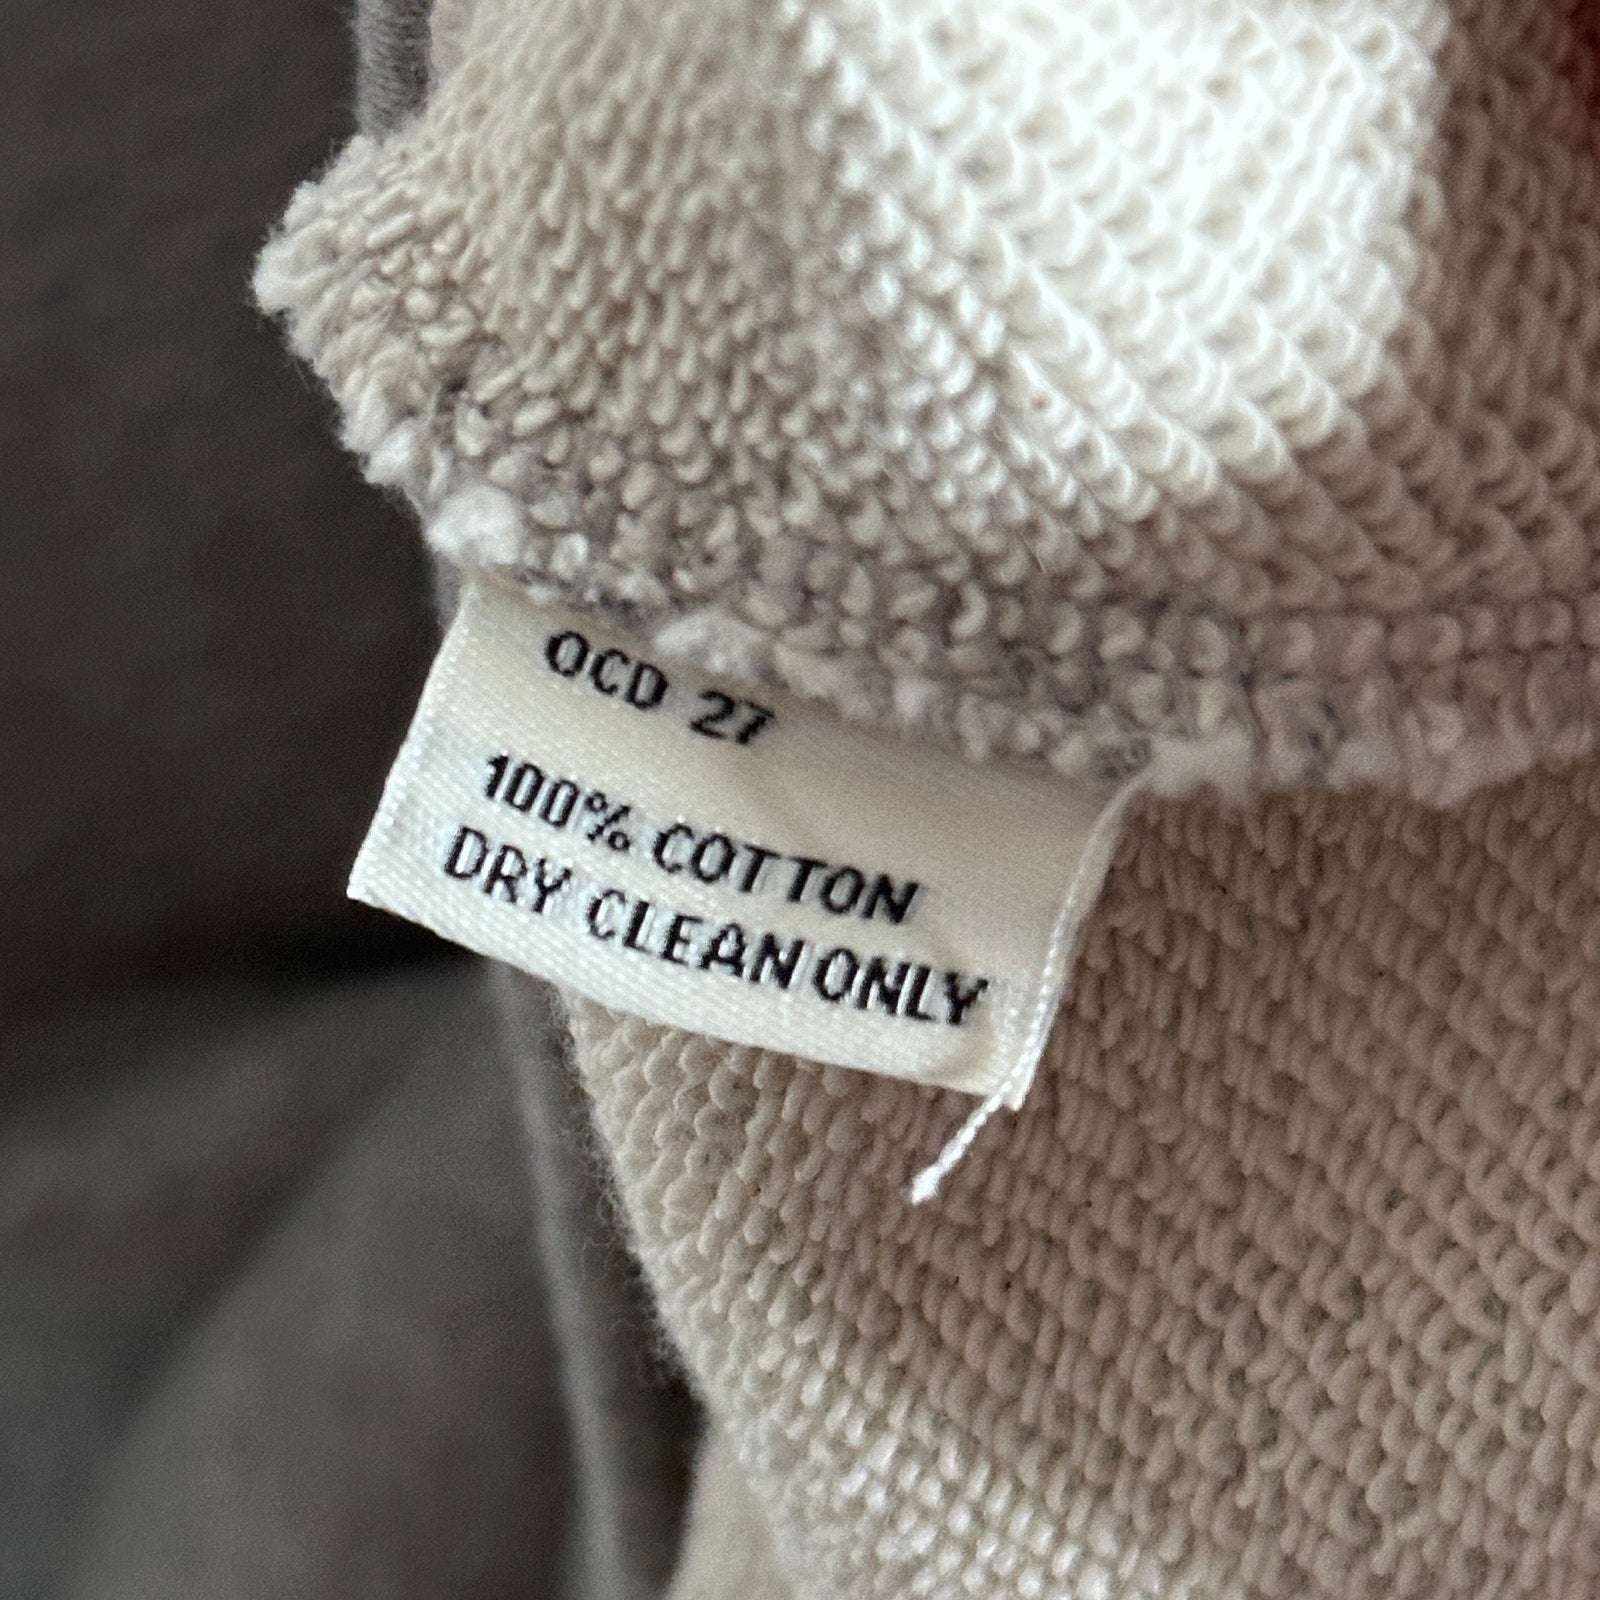 OCD 27
100% COTTON
DRY CLEAN ONLY